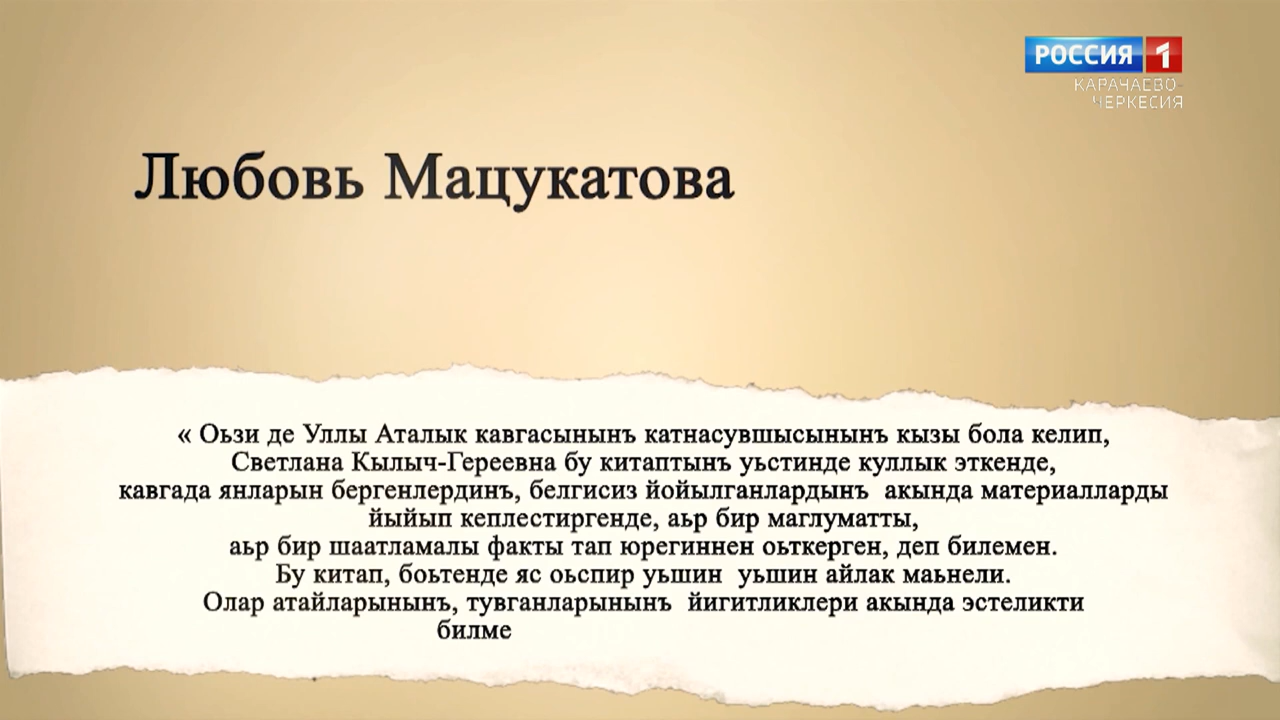 РОССИЯ 1
КАРАЧАЕВО-
ЧЕРКЕСИЯ
Любовь Мацукатова
« Оьзи де Уллы Аталык кавгасынынъ катнасувшысынынъ кызы бола келип,
Светлана Кылыч-Гереевна бу китаптынъ уьстинде куллык эткенде,
кавгада янларын бергенлердинъ, белгисиз йойылганлардынъ акында материалларды
йыйып кеплестиргенде, аьр бир маглуматты,
аьр бир шаатламалы факты тап юрегиннен оьткерген, деп билемен.
Бу китап, боьтенде яс оьспир уьшин уьшин айлак маьнели.
Олар атайларынынъ, тувганларынынъ йигитликлери акында эстеликти
билме